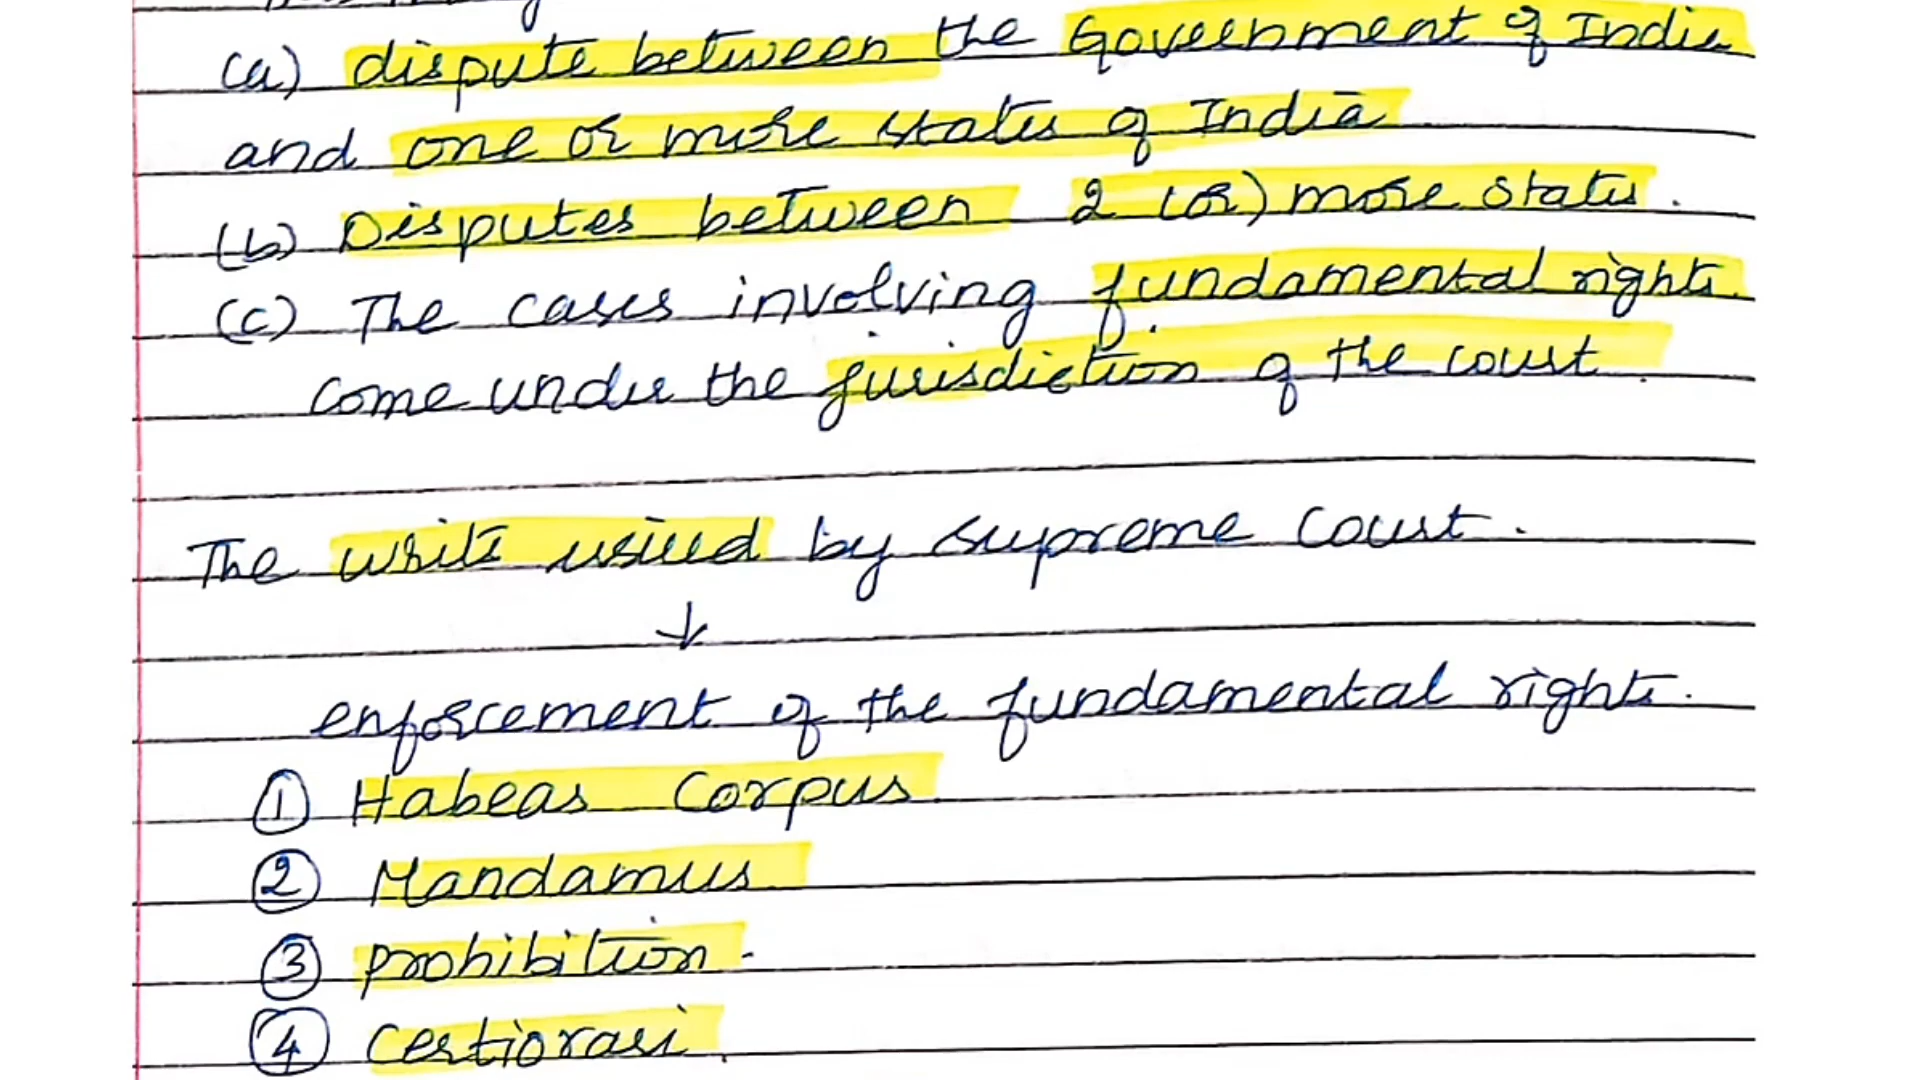 (a) dispute between the Government of India
and one or more states of India
(b) Disputes between 2 (or) more states.
(c) The cases involving fundamental rights
come under the jurisdiction of the court.
The writs issued by supreme court.
↓
enforcement of the fundamental rights.
① Habeas Corpus
② Mandamus
③ prohibition.
④ Certiorari.